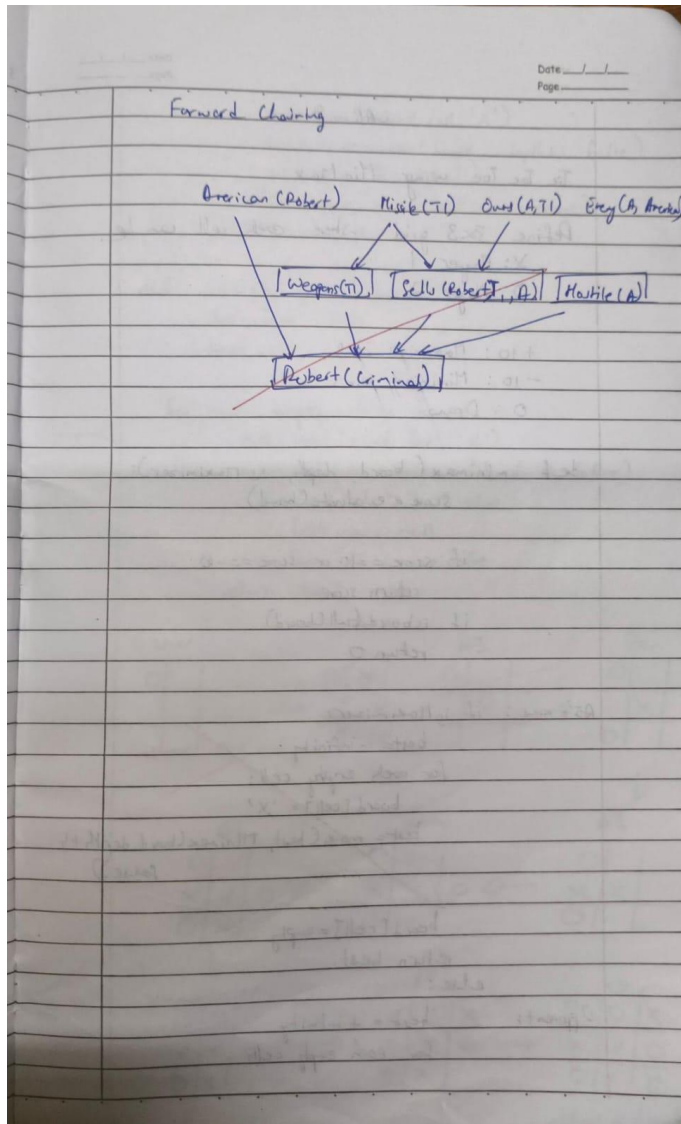 Date __/__/__
Page ______
Forward Chaining
American (Robert) Missile (T1) Owns (A, T1) Enemy (A, America)
Weapons (T1) Sells (Robert, T1, A) Hostile (A)
Robert (Criminal)